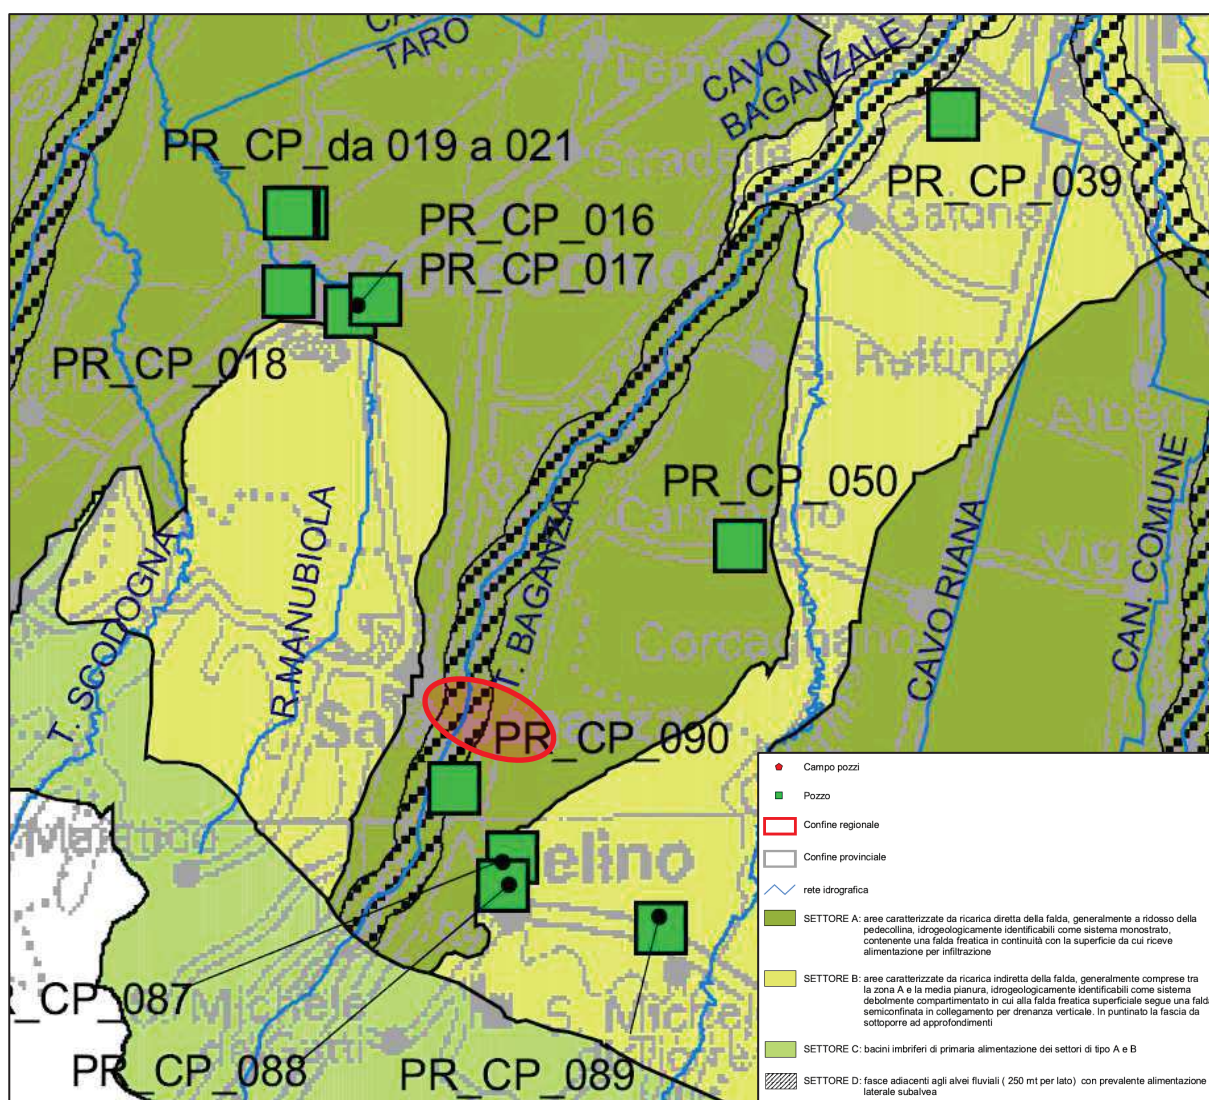 TARO
CAVO
BAGANZALE
PR_CP_da 019 a 021
Stradella
PR_CP_039
PR_CP_016
PR_CP_017
PR_CP_018
Ruffino
PR_CP_050
T. SCODOGNA
R.MANUBIOLA
T. BAGANZA
CAVO RIANA
CAN. COMUNE
Corcagnano
PR_CP_090
elino
_CP_087
S. Michel
PR_CP_088
PR_CP_089
Campo pozzi
Pozzo
Confine regionale
Confine provinciale
rete idrografica
SETTORE A: aree caratterizzate da ricarica diretta della falda, generalmente a ridosso della
pedecollina, idrogeologicamente identificabili come sistema monostrato,
contenente una falda freatica in continuità con la superficie da cui riceve
alimentazione per infiltrazione
SETTORE B: aree caratterizzate da ricarica indiretta della falda, generalmente comprese tra
la zona A e la media pianura, idrogeologicamente identificabili come sistema
debolmente compartimentato in cui alla falda freatica superficiale segue una falda
semiconfinata in collegamento per drenanza verticale. In puntinato la fascia da
sottoporre ad approfondimenti
SETTORE C: bacini imbriferi di primaria alimentazione dei settori di tipo A e B
SETTORE D: fasce adiacenti agli alvei fluviali ( 250 mt per lato) con prevalente alimentazione
laterale subalvea